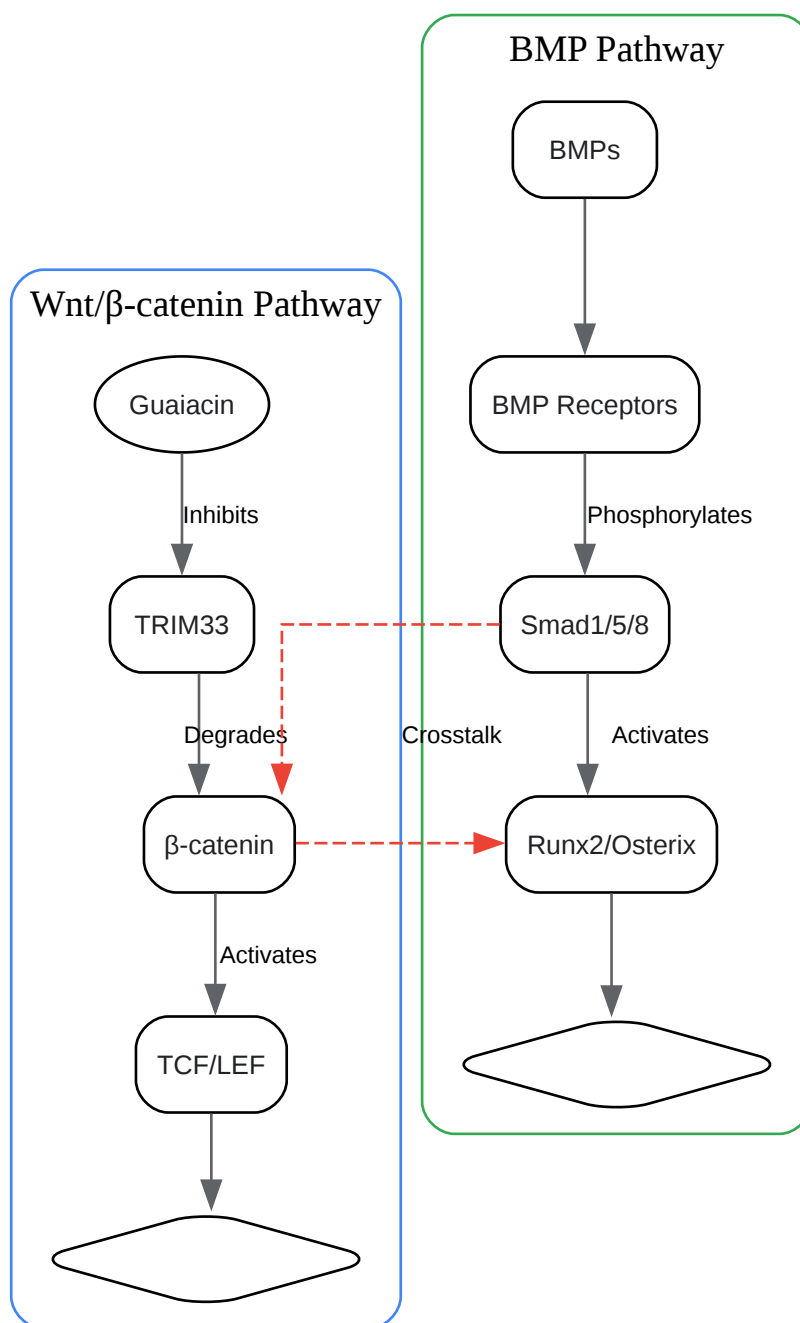 BMP Pathway
BMPs
Wnt/β-catenin Pathway
Guaiacin
BMP Receptors
Inhibits
Phosphorylates
TRIM33
Smad1/5/8
Degrades
Crosstalk
Activates
β-catenin
Runx2/Osterix
Activates
TCF/LEF